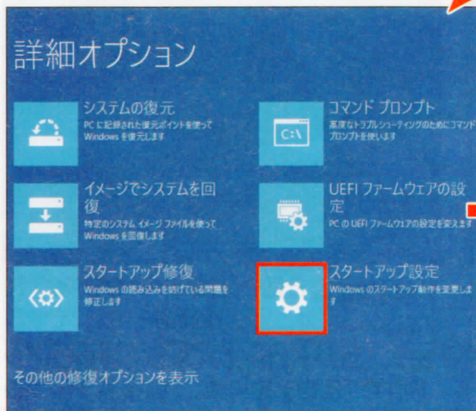 詳細オプション
システムの復元
PC に記録された復元ポイントを使って
Windows を復元します
イメージでシステムを回
復
特定のシステム イメージ ファイルを使って
Windows を回復します
スタートアップ修復
Windows の読み込みを妨げている問題を
修正します
コマンド プロンプト
高度なトラブルシューティングのためにコマンド
プロンプトを使います
C:\
UEFI ファームウェアの設
定
PC の UEFI ファームウェアの設定を変えます
スタートアップ設定
Windows のスタートアップ動作を変更しま
す
その他の修復オプションを表示